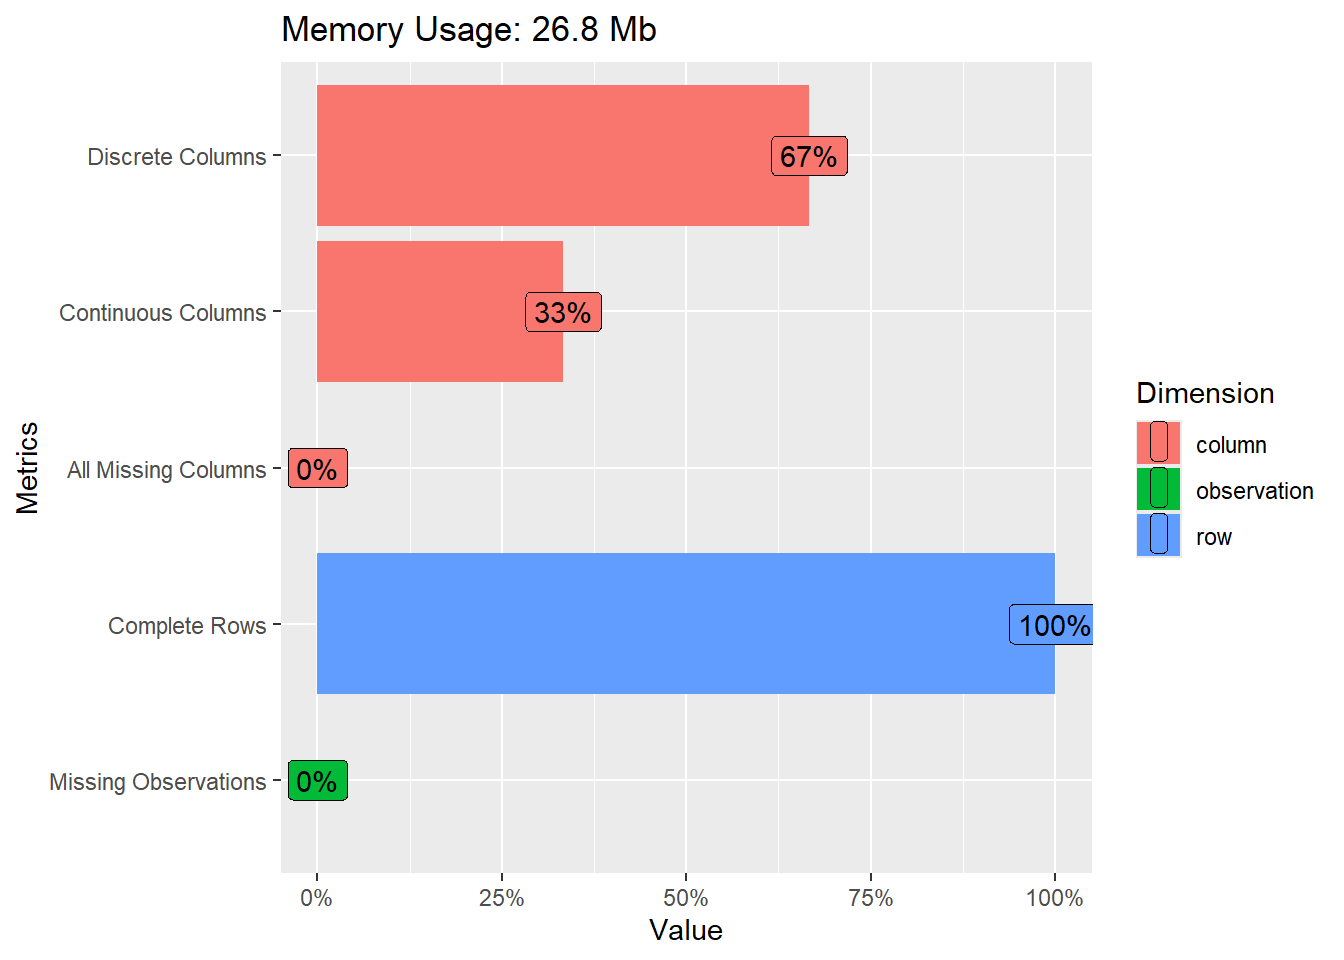 Memory Usage: 26.8 Mb
Discrete Columns
67%
Continuous Columns
33%
All Missing Columns
0%
Complete Rows
100%
Missing Observations
0%
Metrics
0%
25%
50%
75%
100%
Value
Dimension
column
observation
row